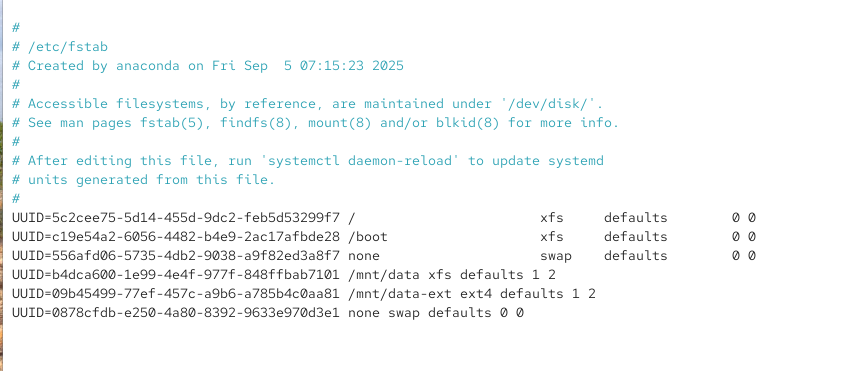 #
# /etc/fstab
# Created by anaconda on Fri Sep  5 07:15:23 2025
#
# Accessible filesystems, by reference, are maintained under '/dev/disk/'.
# See man pages fstab(5), findfs(8), mount(8) and/or blkid(8) for more info.
#
# After editing this file, run 'systemctl daemon-reload' to update systemd
# units generated from this file.
#
UUID=5c2cee75-5d14-455d-9dc2-feb5d53299f7 /                       xfs     defaults        0 0
UUID=c19e54a2-6056-4482-b4e9-2ac17afbde28 /boot                   xfs     defaults        0 0
UUID=556afd06-5735-4db2-9038-a9f82ed3a8f7 none                    swap    defaults        0 0
UUID=b4dca600-1e99-4e4f-977f-848ffbab7101 /mnt/data xfs defaults 1 2
UUID=09b45499-77ef-457c-a9b6-a785b4c0aa81 /mnt/data-ext ext4 defaults 1 2
UUID=0878cfdb-e250-4a80-8392-9633e970d3e1 none swap defaults 0 0